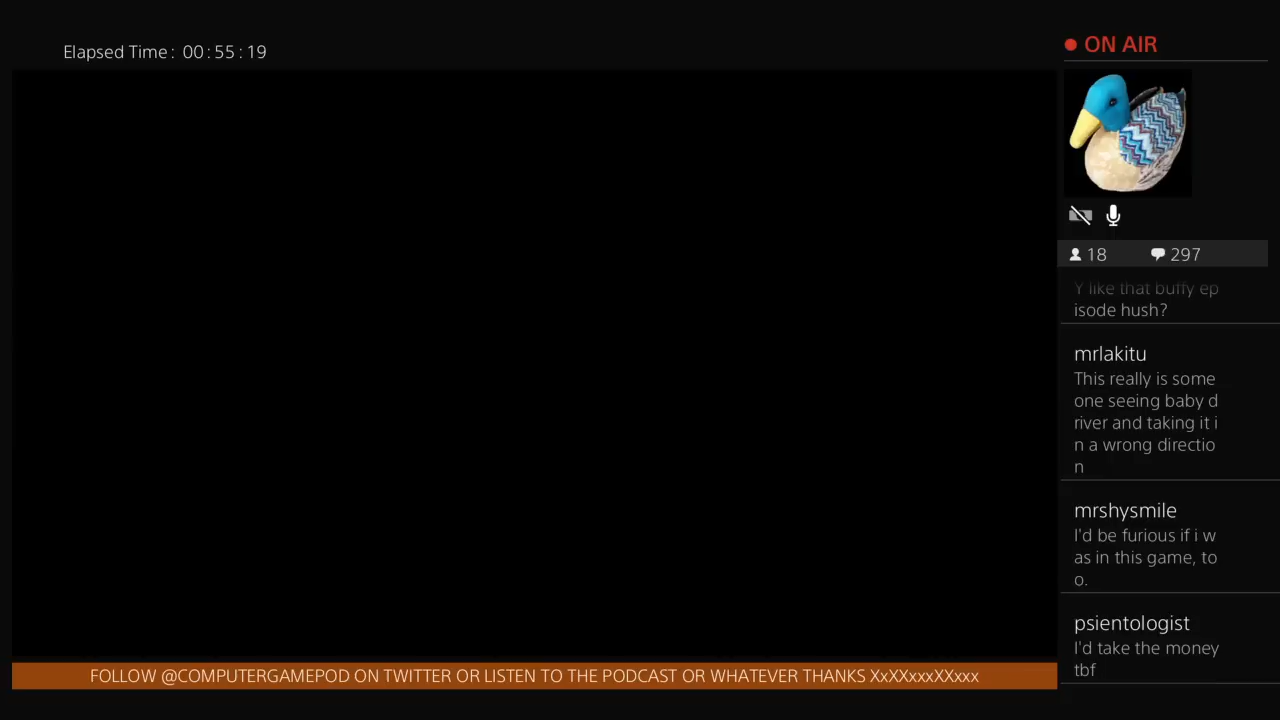 Elapsed Time: 00:55:19
ON AIR
18 297
Y like that buffy ep
isode hush?
mrlakitu
This really is some
one seeing baby d
river and taking it i
n a wrong directio
n
mrshysmile
I'd be furious if i w
as in this game, to
o.
psientologist
I'd take the money
tbf
FOLLOW @COMPUTERGAMEPOD ON TWITTER OR LISTEN TO THE PODCAST OR WHATEVER THANKS XxXXxxxXXxxx